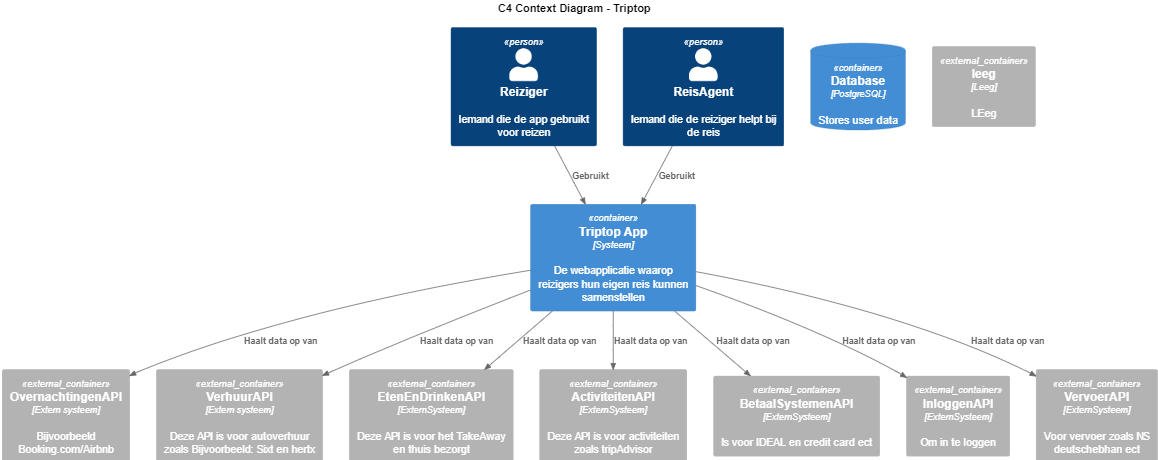 C4 Context Diagram - Triptop
«person»
Reiziger
Iemand die de app gebruikt
voor reizen
«person»
ReisAgent
Iemand die de reiziger helpt bij
de reis
«container»
Database
[PostgreSQL]
Stores user data
«external_container»
leeg
[Leeg]
LEeg
Gebruikt
Gebruikt
«container»
Triptop App
[Systeem]
De webapplicatie waarop
reizigers hun eigen reis kunnen
samenstellen
Haalt data op van
Haalt data op van
Haalt data op van
Haalt data op van
Haalt data op van
Haalt data op van
Haalt data op van
«external_container»
OvernachtingenAPI
[Extern systeem]
Bijvoorbeeld
Booking.com/Airbnb
«external_container»
VerhuurAPI
[Extern systeem]
Deze API is voor autoverhuur
zoals Bijvoorbeeld: Sixt en hertx
«external_container»
EtenEnDrinkenAPI
[ExternSysteem]
Deze API is voor het TakeAway
en thuis bezorgt
«external_container»
ActiviteitenAPI
[ExternSysteem]
Deze API is voor activiteiten
zoals tripAdvisor
«external_container»
BetaalSystemenAPI
[ExternSysteem]
Is voor IDEAL en credit card ect
«external_container»
InloggenAPI
[ExternSysteem]
Om in te loggen
«external_container»
VervoerAPI
[ExternSysteem]
Voor vervoer zoals NS
deutschebhan ect